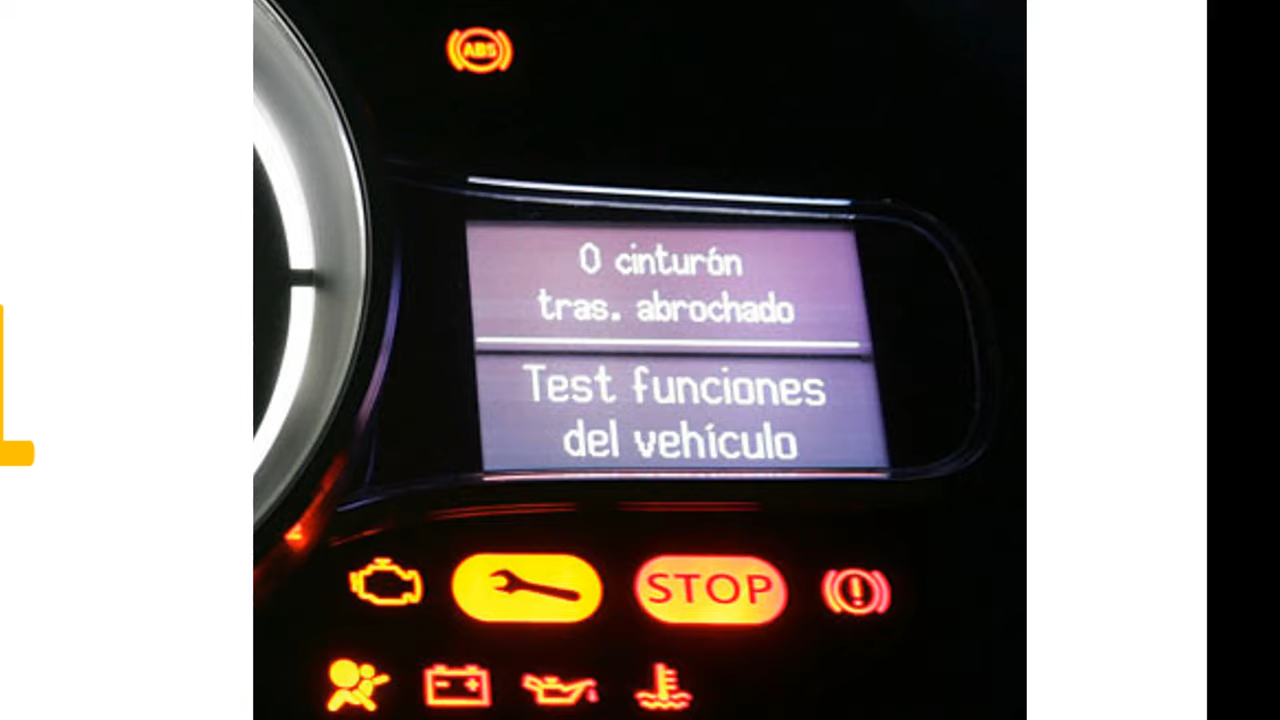 ABS
0 cinturón
tras. abrochado
Test funciones
del vehículo
STOP